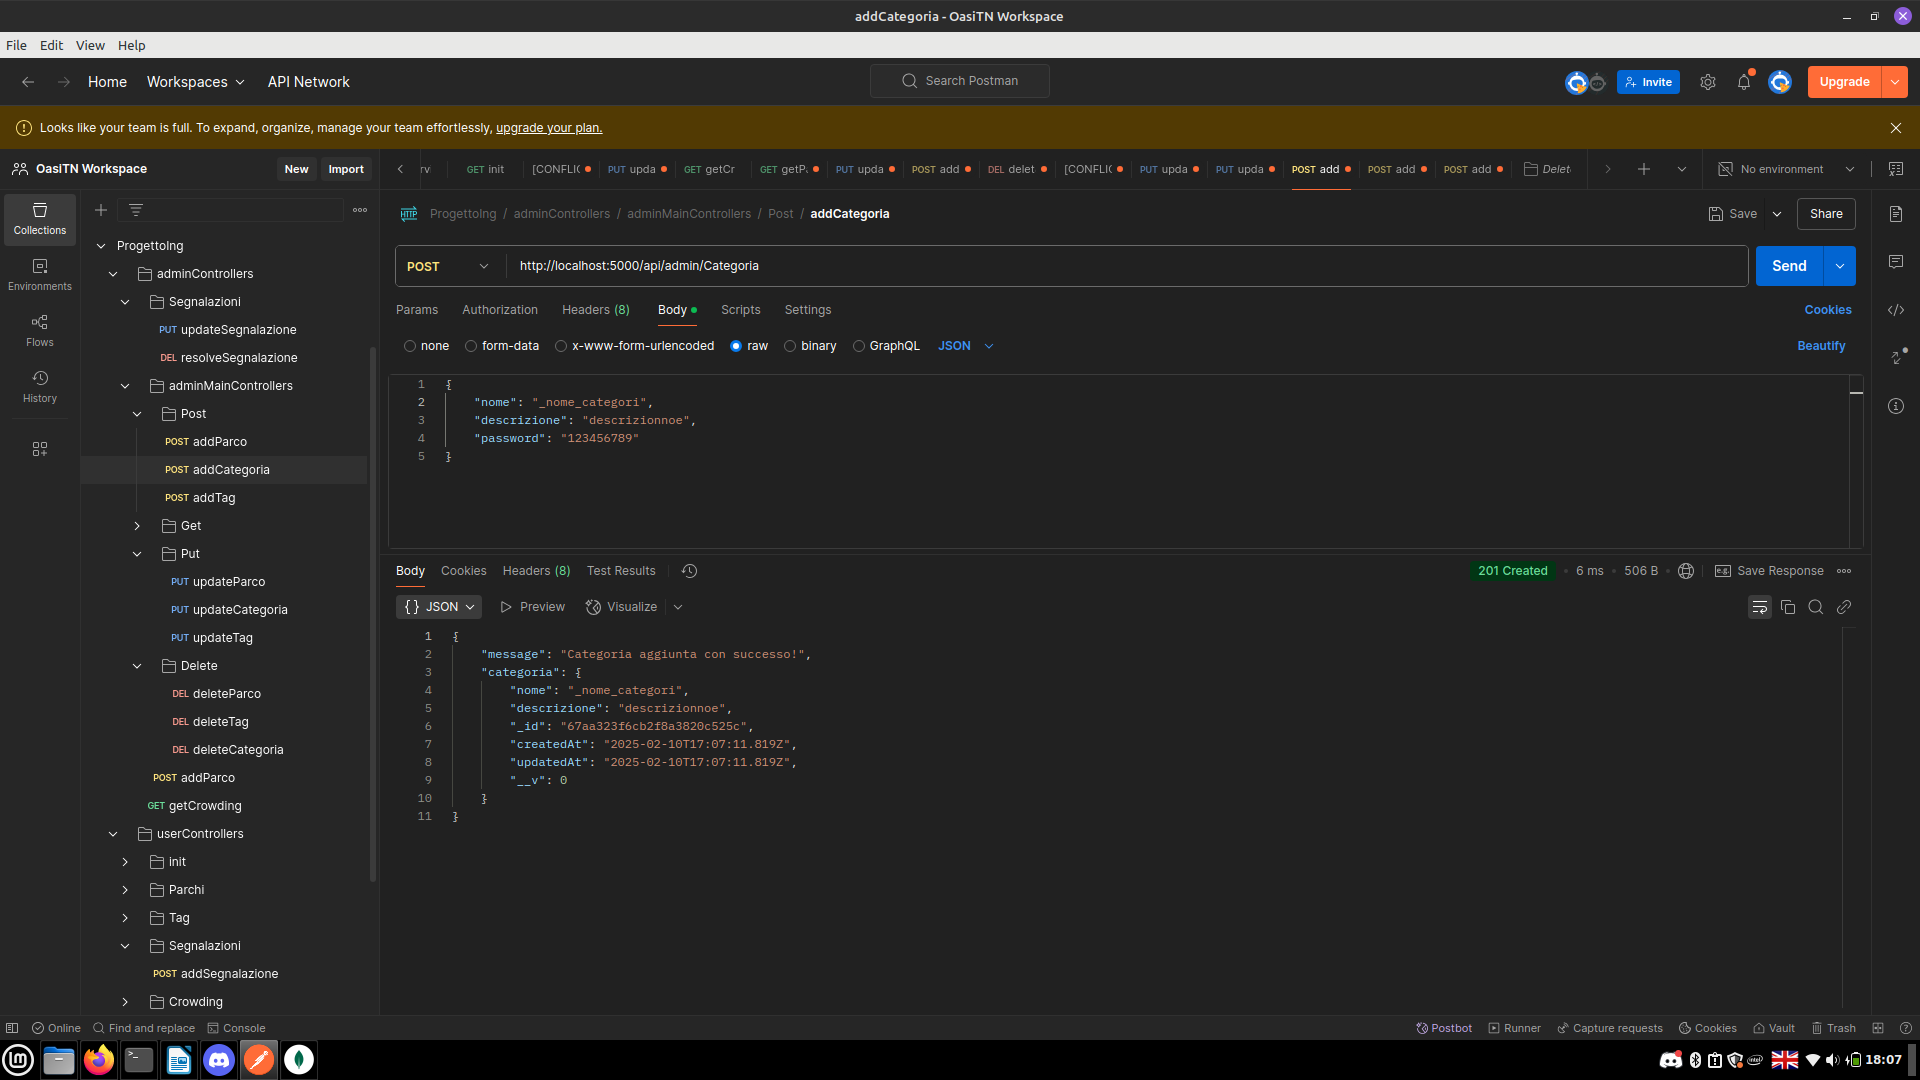 addCategoria - OasiTN Workspace
File Edit View Help
Home Workspaces API Network Search Postman Invite Upgrade
Looks like your team is full. To expand, organize, manage your team effortlessly, upgrade your plan.
OasiTN Workspace New Import
GET init [CONFLIC PUT upda GET getCr GET getP PUT upda POST add DEL delet [CONFLIC PUT upda PUT upda POST add POST add POST add Delet No environment
Collections
Environments
Flows
History
ProgettoIng
adminControllers
Segnalazioni
PUT updateSegnalazione
DEL resolveSegnalazione
adminMainControllers
Post
POST addParco
POST addCategoria
POST addTag
Get
Put
PUT updateParco
PUT updateCategoria
PUT updateTag
Delete
DEL deleteParco
DEL deleteTag
DEL deleteCategoria
POST addParco
GET getCrowding
userControllers
init
Parchi
Tag
Segnalazioni
POST addSegnalazione
Crowding
HTTP ProgettoIng / adminControllers / adminMainControllers / Post / addCategoria Save Share
POST http://localhost:5000/api/admin/Categoria Send
Params Authorization Headers (8) Body Scripts Settings Cookies
none form-data x-www-form-urlencoded raw binary GraphQL JSON Beautify
1 {
2 "nome": "_nome_categori",
3 "descrizione": "descrizionnoe",
4 "password": "123456789"
5 }
Body Cookies Headers (8) Test Results 201 Created • 6 ms • 506 B e.g. Save Response
{} JSON Preview Visualize
1 {
2 "message": "Categoria aggiunta con successo!",
3 "categoria": {
4 "nome": "_nome_categori",
5 "descrizione": "descrizionnoe",
6 "_id": "67aa323f6cb2f8a3820c525c",
7 "createdAt": "2025-02-10T17:07:11.819Z",
8 "updatedAt": "2025-02-10T17:07:11.819Z",
9 "__v": 0
10 }
11 }
Online Find and replace Console Postbot Runner Capture requests Cookies Vault Trash
18:07